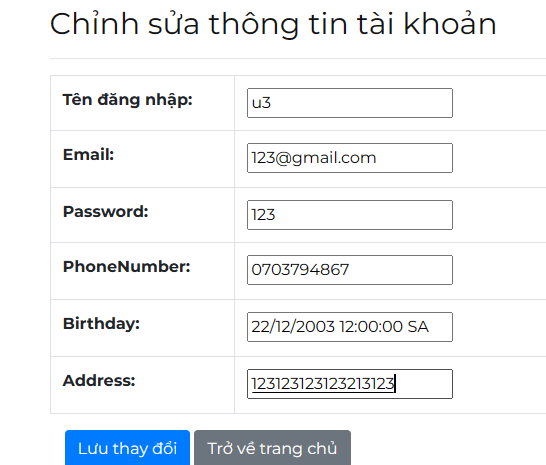 Chỉnh sửa thông tin tài khoản
Tên đăng nhập: u3
Email: 123@gmail.com
Password: 123
PhoneNumber: 0703794867
Birthday: 22/12/2003 12:00:00 SA
Address: 123123123123213123
Lưu thay đổi Trở về trang chủ